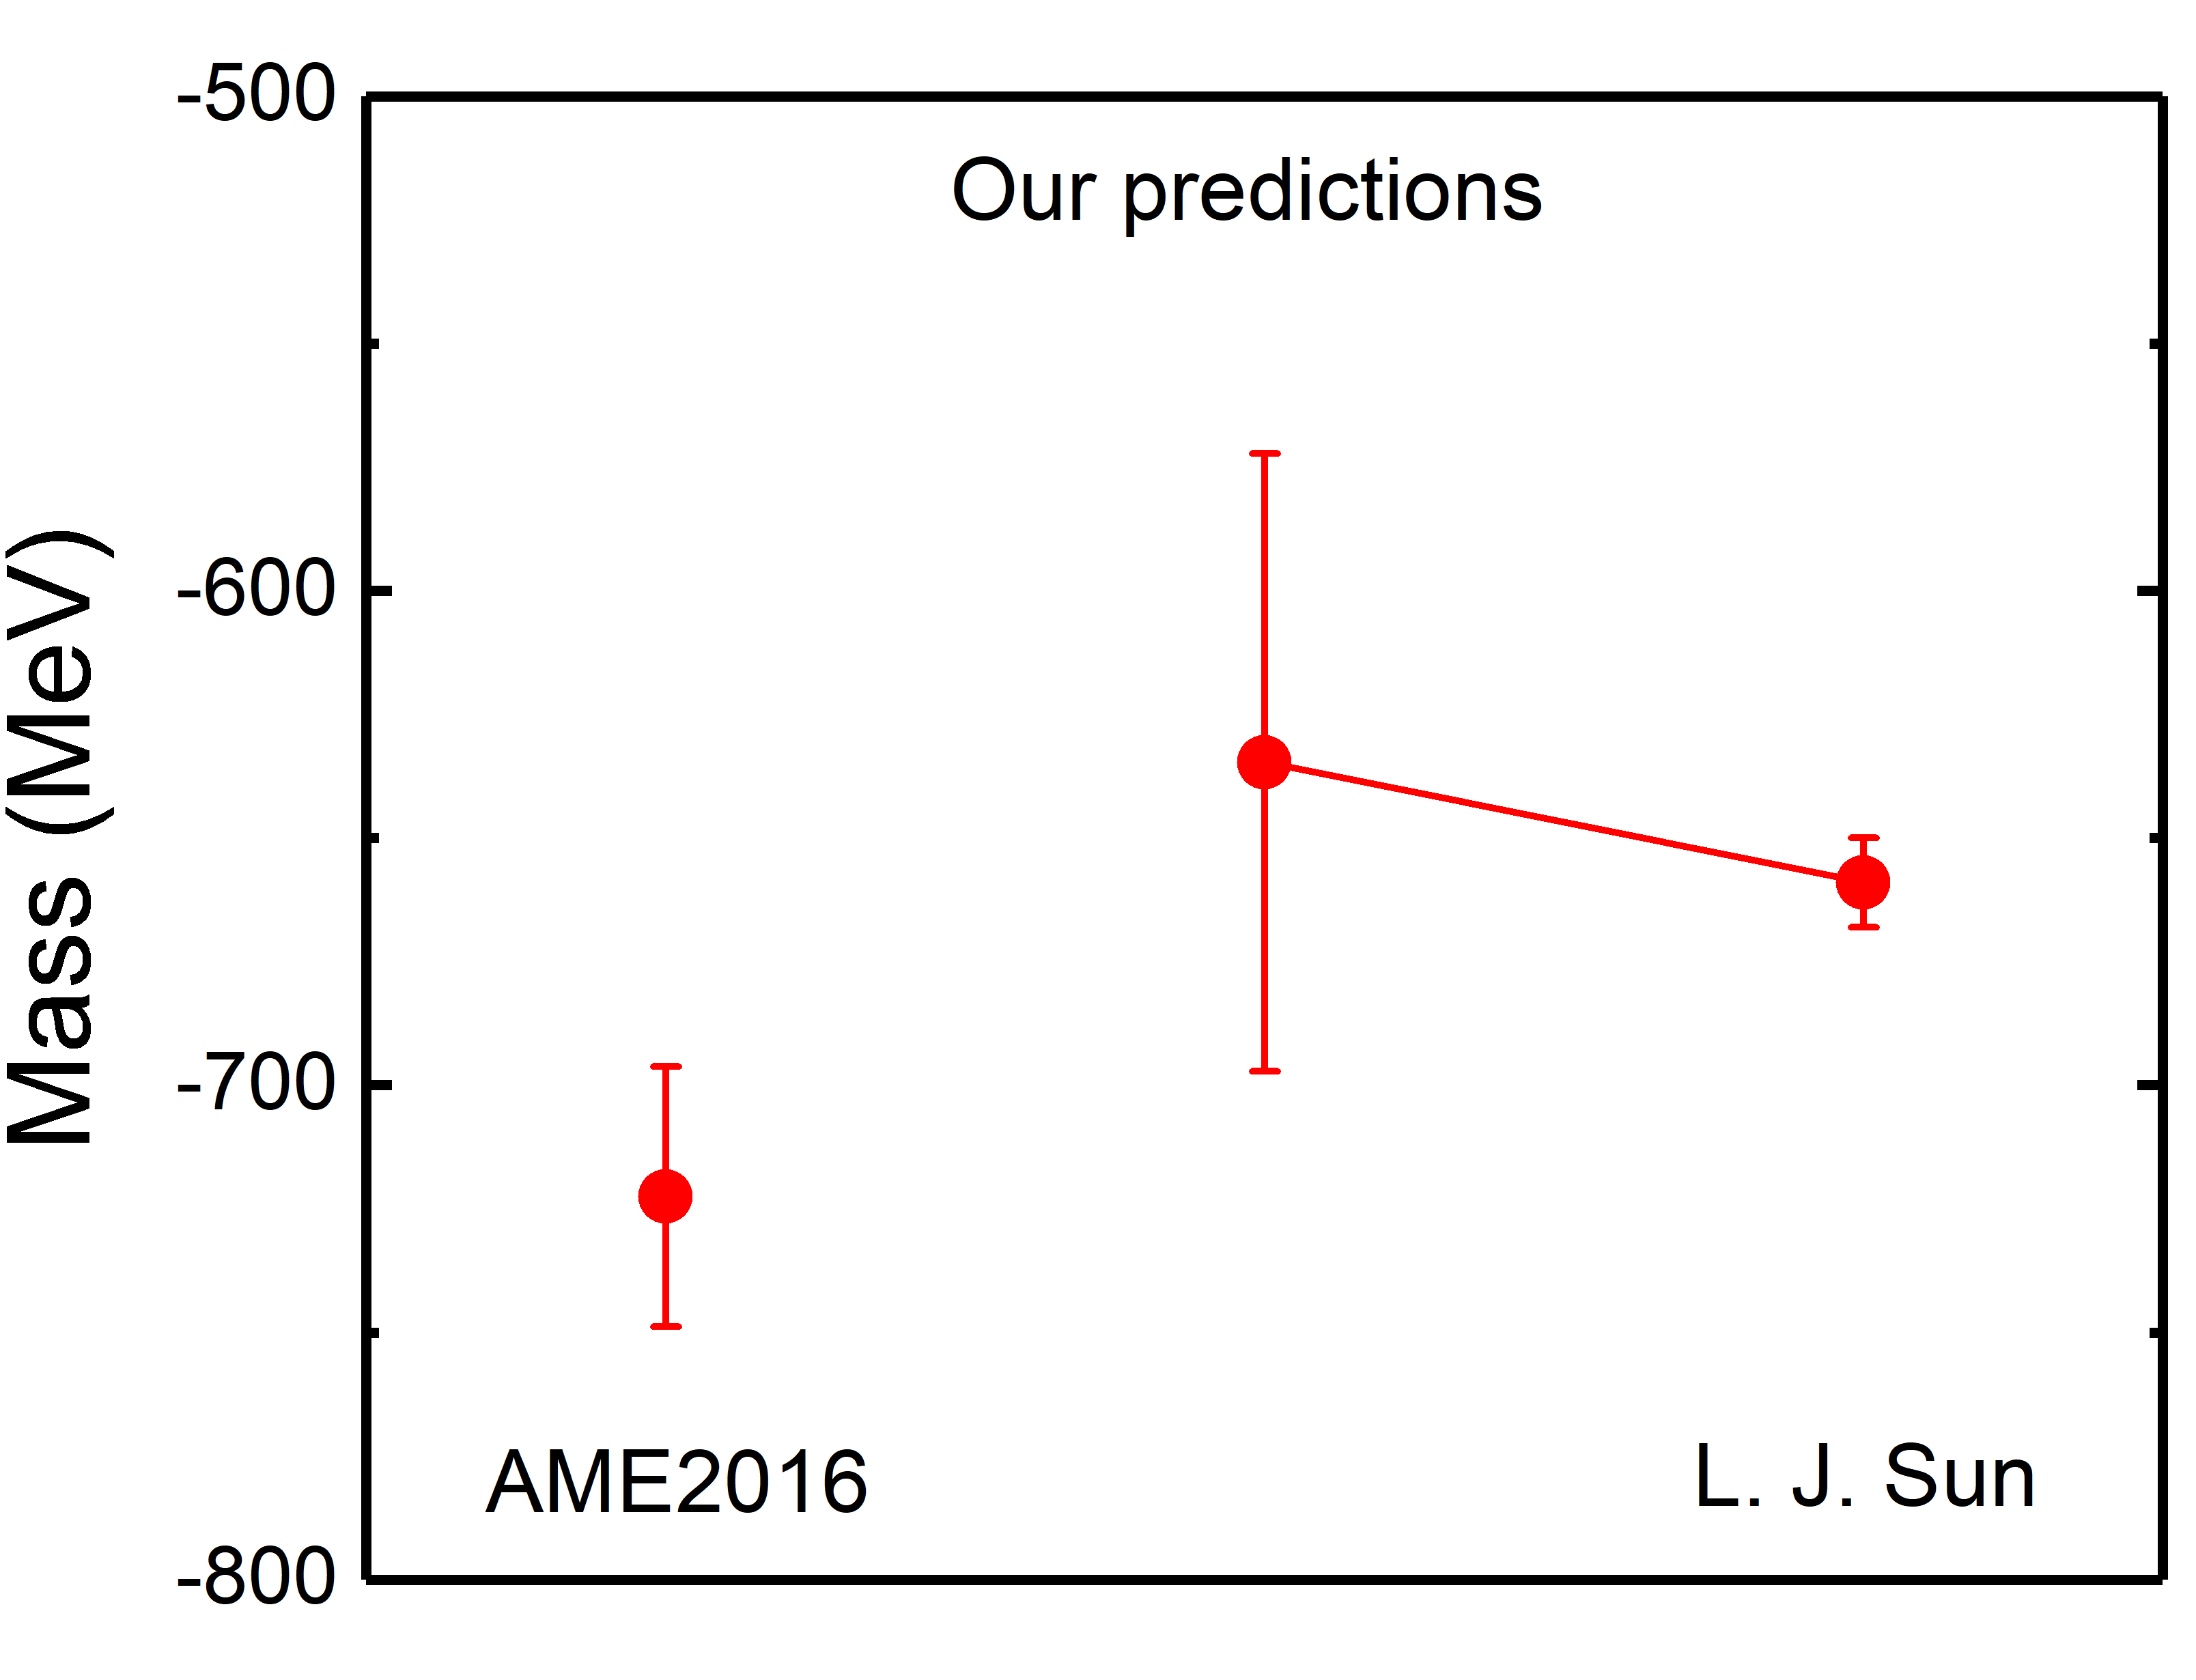 -500
Our predictions
-600
Mass (MeV)
-700
AME2016
L. J. Sun
-800